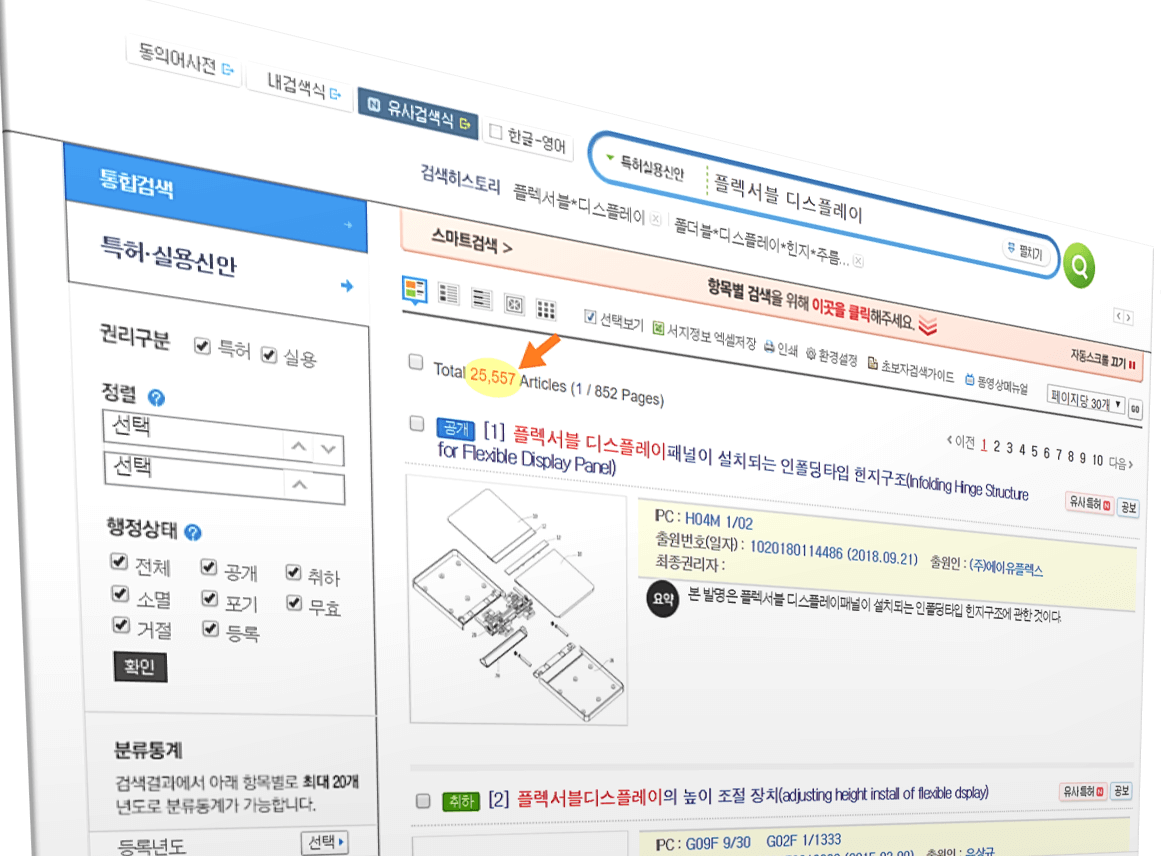 동의어사전
내검색식
N 유사검색식
한글-영어
특허실용신안
플렉서블 디스플레이
펼치기
검색히스토리
플렉서블*디스플레이
폴더블*디스플레이*힌지*주름...
통합검색
특허·실용신안
스마트검색 >
항목별 검색을 위해 이곳을 클릭해주세요.
자동스크롤 끄기
선택보기
서지정보 엑셀저장
인쇄
환경설정
초보자검색가이드
동영상메뉴얼
페이지당 30개
GO
권리구분
특허
실용
정렬 ?
선택
선택
행정상태 ?
전체
공개
취하
소멸
포기
무효
거절
등록
확인
분류통계
검색결과에서 아래 항목별로 최대 20개
년도로 분류통계가 가능합니다.
등록년도
선택
Total 25,557 Articles (1 / 852 Pages)
이전 1 2 3 4 5 6 7 8 9 10 다음
공개 [1] 플렉서블 디스플레이패널이 설치되는 인폴딩타입 힌지구조(Infolding Hinge Structure
for Flexible Display Panel)
유사특허 N
공보
IPC : H04M 1/02
출원번호(일자) : 1020180114486 (2018.09.21)
출원인 : (주)에이유플렉스
최종권리자 :
요약
본 발명은 플렉서블 디스플레이패널이 설치되는 인폴딩타입 힌지구조에 관한 것이다.
취하 [2] 플렉서블디스플레이의 높이 조절 장치(adjusting height install of flexible dsplay)
유사특허 N
공보
IPC : G09F 9/30 G02F 1/1333
출원인 : 유상규